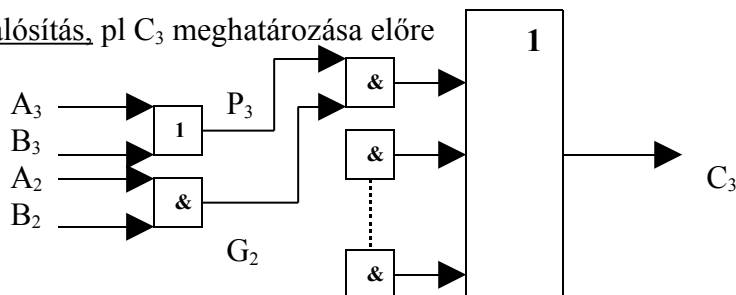 alósítás, pl C₃ meghatározása előre
1
&
A₃
P₃
1
B₃
&
A₂
&
C₃
B₂
G₂
&